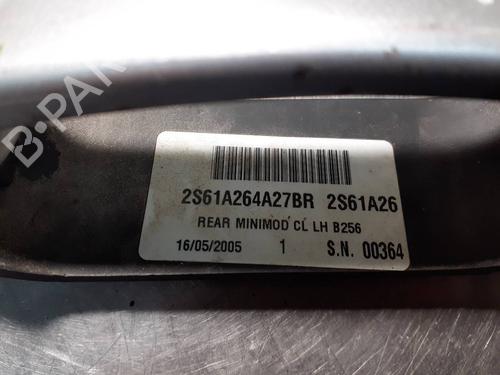 B-PAR
2S61A264A27BR 2S61A26
REAR MINIMOD CL LH B256
16/05/2005 1 S.N. 00364